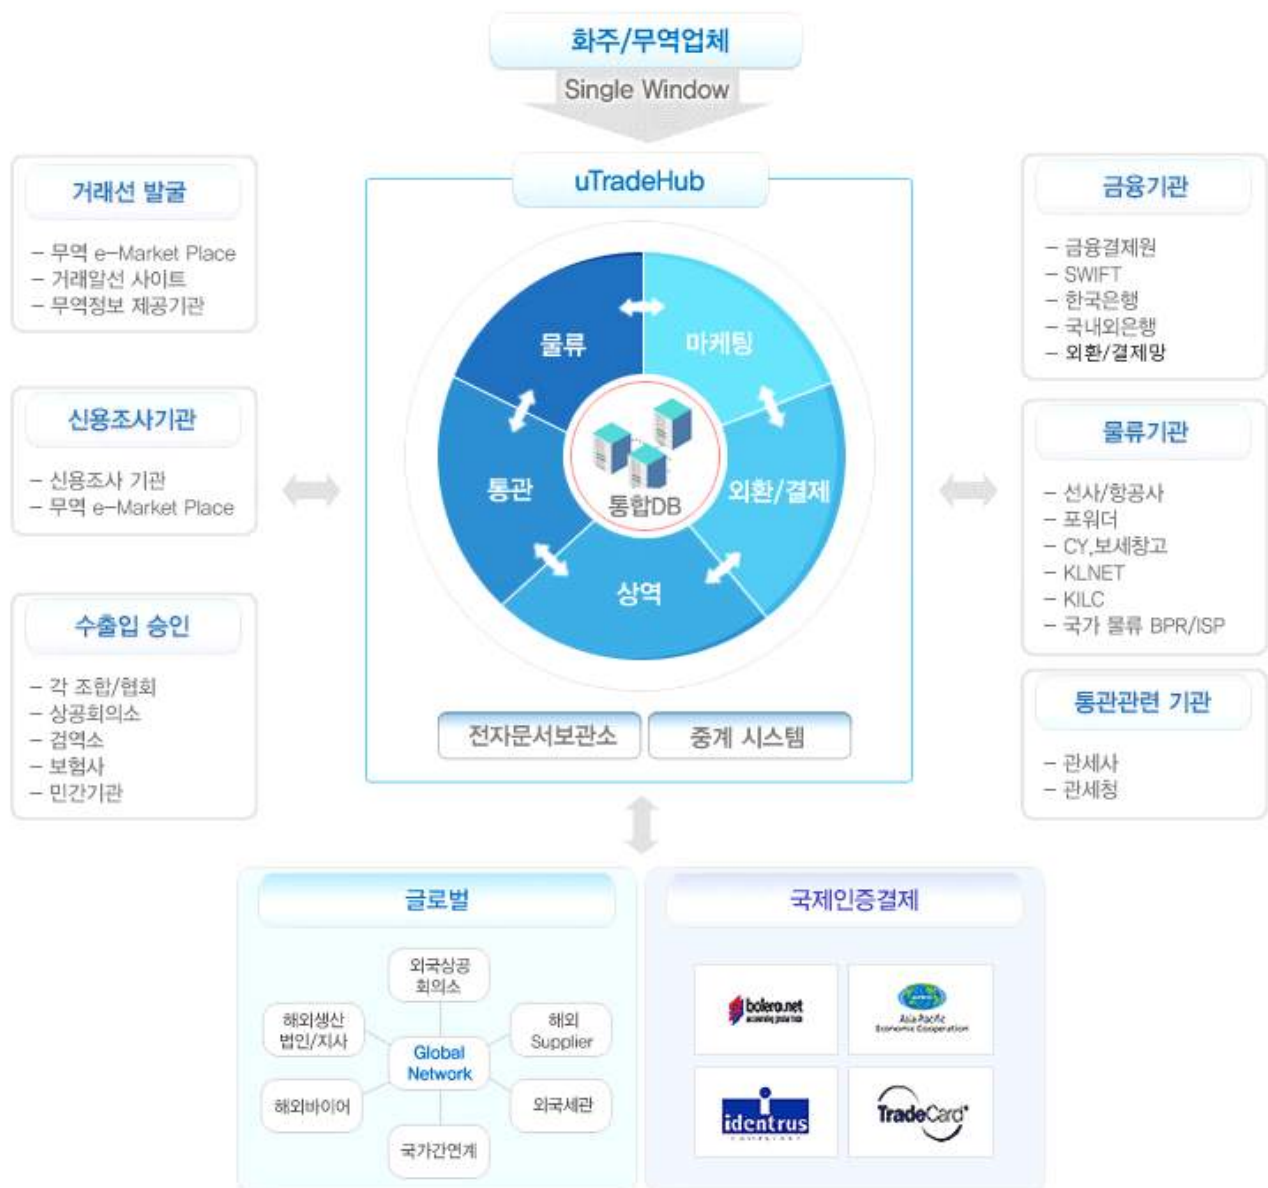 화주/무역업체
Single Window
거래선 발굴
– 무역 e-Market Place
– 거래알선 사이트
– 무역정보 제공기관
신용조사기관
– 신용조사 기관
– 무역 e-Market Place
수출입 승인
– 각 조합/협회
– 상공회의소
– 검역소
– 보험사
– 민간기관
uTradeHub
물류
마케팅
통관
외환/결제
상역
통합DB
전자문서보관소
중계 시스템
금융기관
– 금융결제원
– SWIFT
– 한국은행
– 국내외은행
– 외환/결제망
물류기관
– 선사/항공사
– 포워더
– CY,보세창고
– KLNET
– KILC
– 국가 물류 BPR/ISP
통관관련 기관
– 관세사
– 관세청
글로벌
외국상공
회의소
해외생산
법인/지사
해외
Supplier
Global
Network
해외바이어
외국세관
국가간연계
국제인증결제
bolero.net
Asia-Pacific
Economic Cooperation
identrus
TradeCard